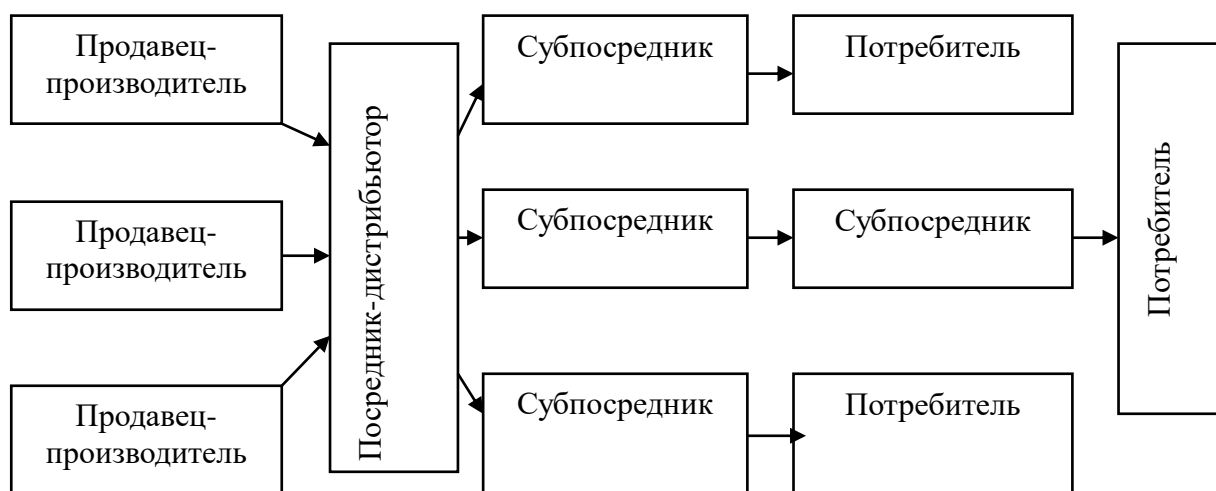 Продавец-
производитель
Продавец-
производитель
Продавец-
производитель
Посредник-дистрибьютор
Субпосредник
Потребитель
Субпосредник
Субпосредник
Субпосредник
Потребитель
Потребитель